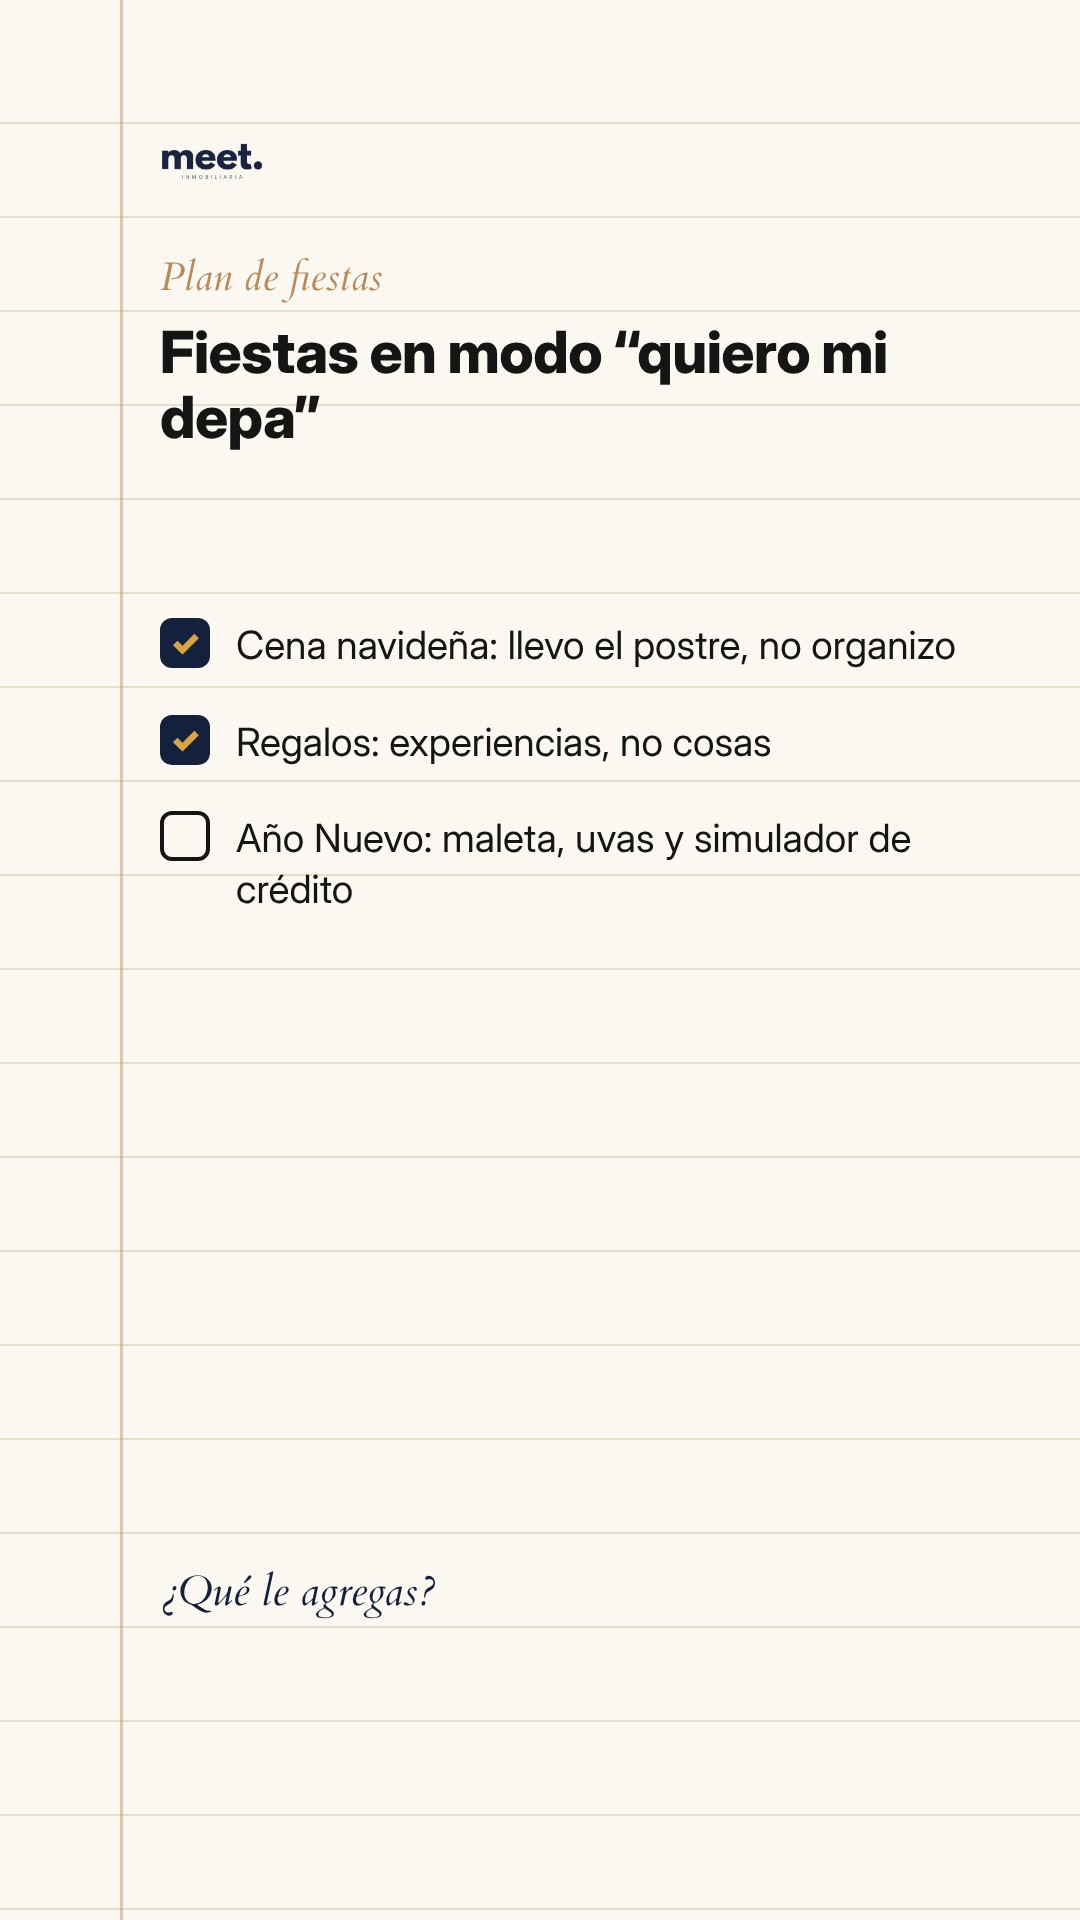 meet.
INMOBILIARIA
Plan de fiestas
Fiestas en modo “quiero mi
depa”
Cena navideña: llevo el postre, no organizo
Regalos: experiencias, no cosas
Año Nuevo: maleta, uvas y simulador de
crédito
¿Qué le agregas?